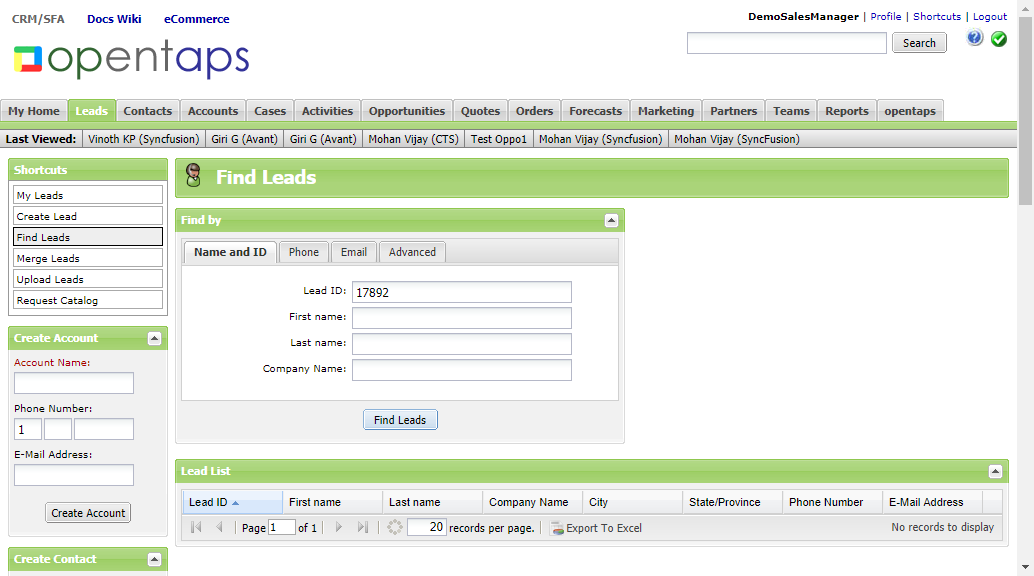 CRM/SFA Docs Wiki eCommerce
DemoSalesManager | Profile | Shortcuts | Logout
opentaps
Search
My Home Leads Contacts Accounts Cases Activities Opportunities Quotes Orders Forecasts Marketing Partners Teams Reports opentaps
Last Viewed: Vinoth KP (Syncfusion) Giri G (Avant) Giri G (Avant) Mohan Vijay (CTS) Test Oppo1 Mohan Vijay (Syncfusion) Mohan Vijay (SyncFusion)
Shortcuts
My Leads
Create Lead
Find Leads
Merge Leads
Upload Leads
Request Catalog
Create Account
Account Name:
Phone Number:
1
E-Mail Address:
Create Account
Create Contact
Find Leads
Find by
Name and ID Phone Email Advanced
Lead ID: 17892
First name:
Last name:
Company Name:
Find Leads
Lead List
Lead ID First name Last name Company Name City State/Province Phone Number E-Mail Address
Page 1 of 1 20 records per page. Export To Excel No records to display